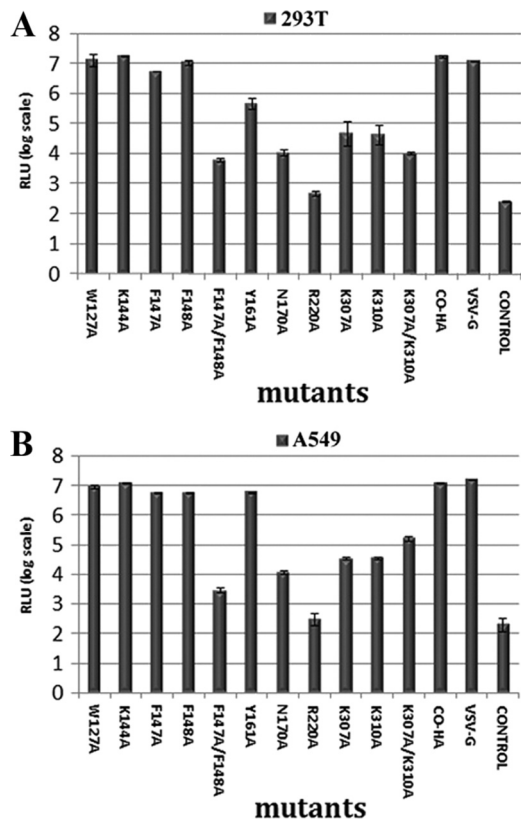 A
293T
RLU (log scale)
8
7
6
5
4
3
2
1
0
W127A
K144A
F147A
F148A
F147A/F148A
Y161A
N170A
R220A
K307A
K310A
K307A/K310A
CO-HA
VSV-G
CONTROL
mutants
B
A549
RLU (log scale)
8
7
6
5
4
3
2
1
0
W127A
K144A
F147A
F148A
F147A/F148A
Y161A
N170A
R220A
K307A
K310A
K307A/K310A
CO-HA
VSV-G
CONTROL
mutants